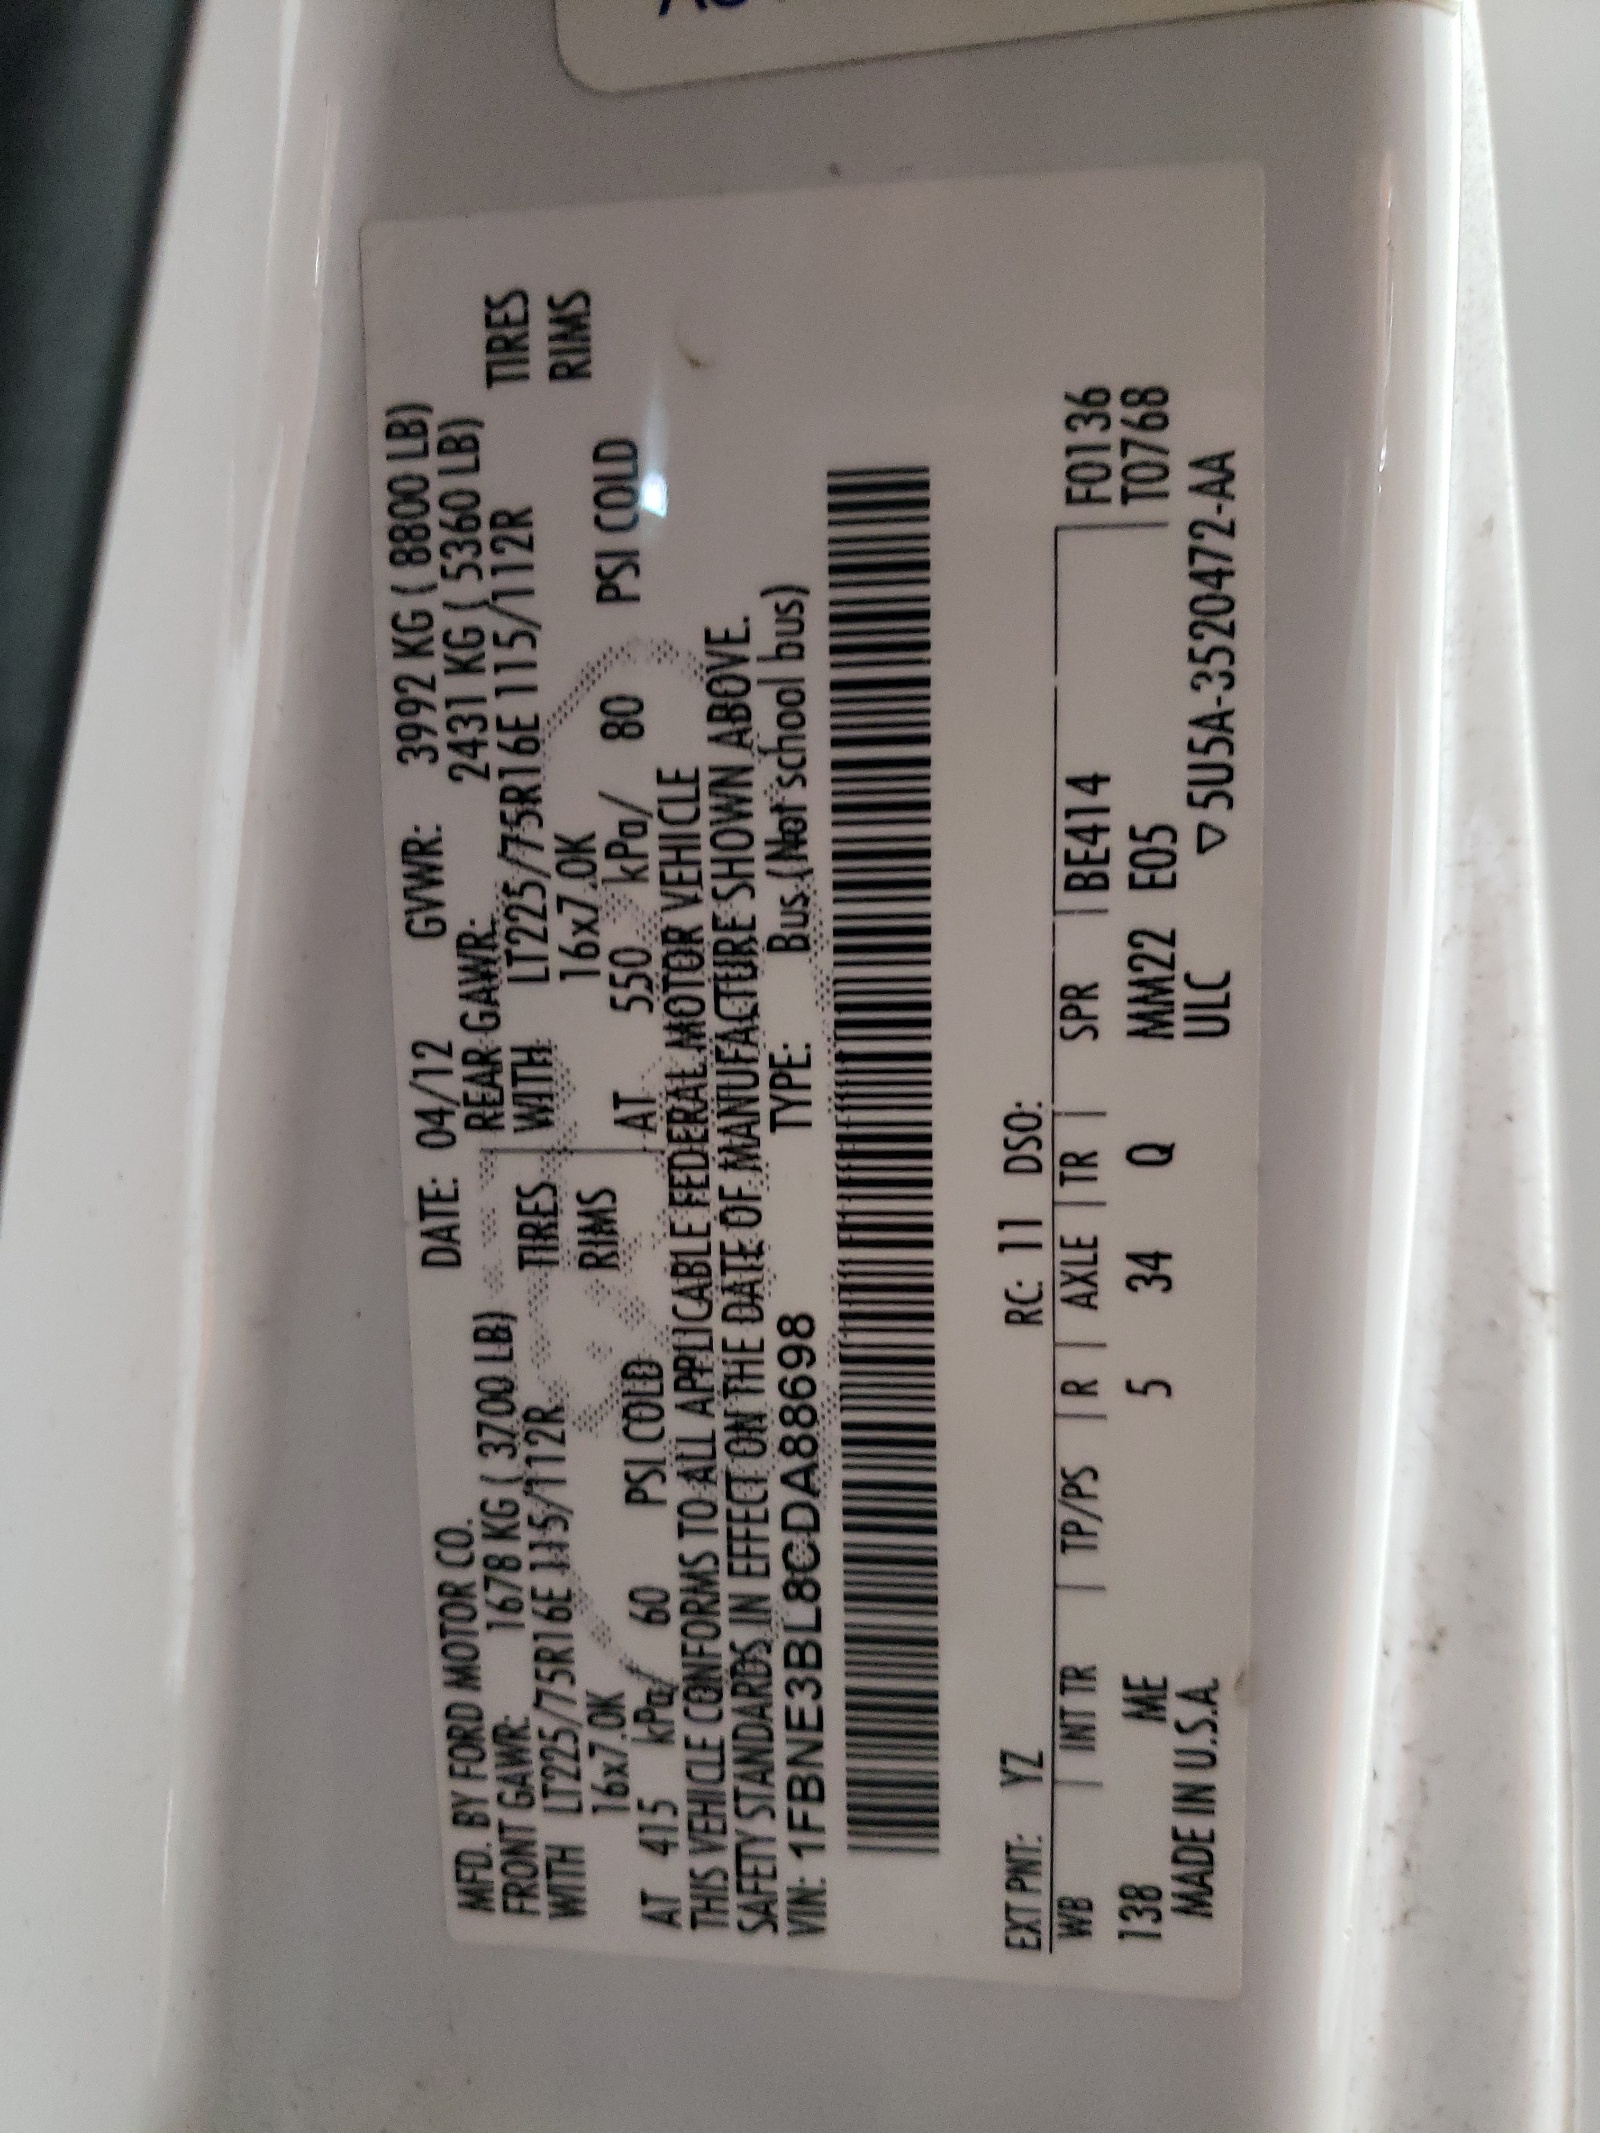 MFD. BY FORD MOTOR CO. DATE: 04/12 GVWR: 3992 KG ( 8800 LB)
FRONT GAWR: 1678 KG ( 3700 LB) REAR GAWR: 2431 KG ( 5360 LB)
WITH LT225/75R16E 115/112R TIRES WITH LT225/75R16E 115/112R TIRES
16x7.0K RIMS 16x7.0K RIMS
AT 415 kPa/ 60 PSI COLD AT 550 kPa/ 80 PSI COLD
THIS VEHICLE CONFORMS TO ALL APPLICABLE FEDERAL MOTOR VEHICLE
SAFETY STANDARDS IN EFFECT ON THE DATE OF MANUFACTURE SHOWN ABOVE.
VIN: 1FBNE3BL8CDA88698 TYPE: Bus (Not school bus)
EXT PNT: YZ RC: 11 DSO:
WB | INT TR | TP/PS | R | AXLE | TR | SPR | BE414 F0136
138 ME 5 34 Q MM22 E05 T0768
MADE IN U.S.A. ULC ▽5U5A-3520472-AA